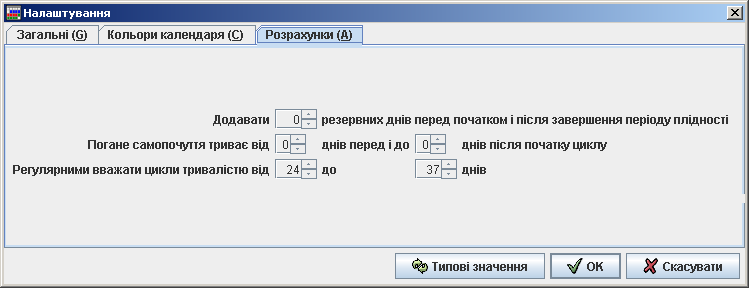 Налаштування
Загальні (G) Кольори календаря (C) Розрахунки (A)
Додавати 0 резервних днів перед початком і після завершення періоду плідності
Погане самопочуття триває від 0 днів перед і до 0 днів після початку циклу
Регулярними вважати цикли тривалістю від 24 до 37 днів
Типові значення OK Скасувати